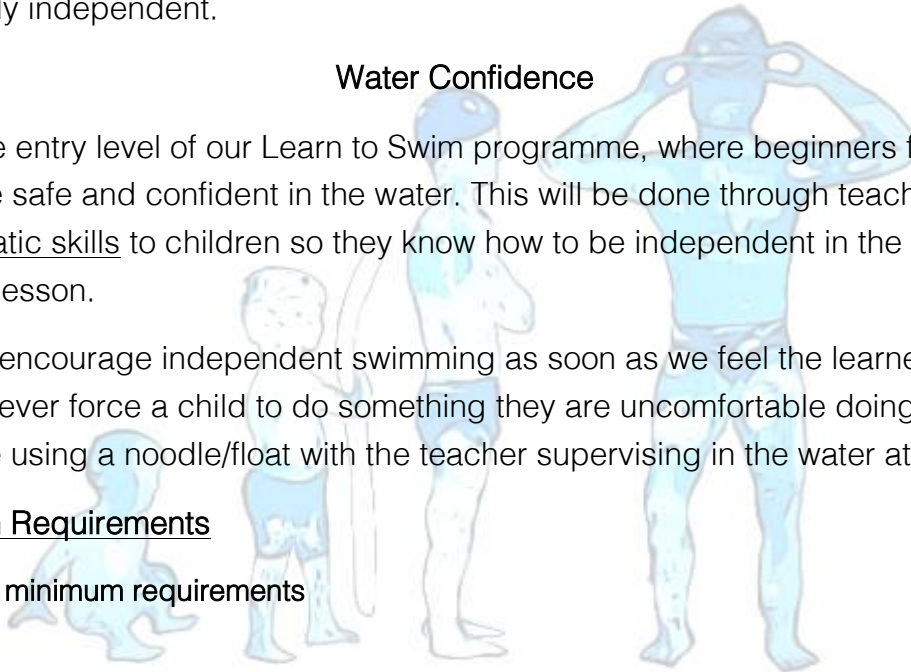 ly independent.
Water Confidence
e entry level of our Learn to Swim programme, where beginners f
e safe and confident in the water. This will be done through teach
atic skills to children so they know how to be independent in the
esson.
encourage independent swimming as soon as we feel the learne
ever force a child to do something they are uncomfortable doing
e using a noodle/float with the teacher supervising in the water at
Requirements
minimum requirements